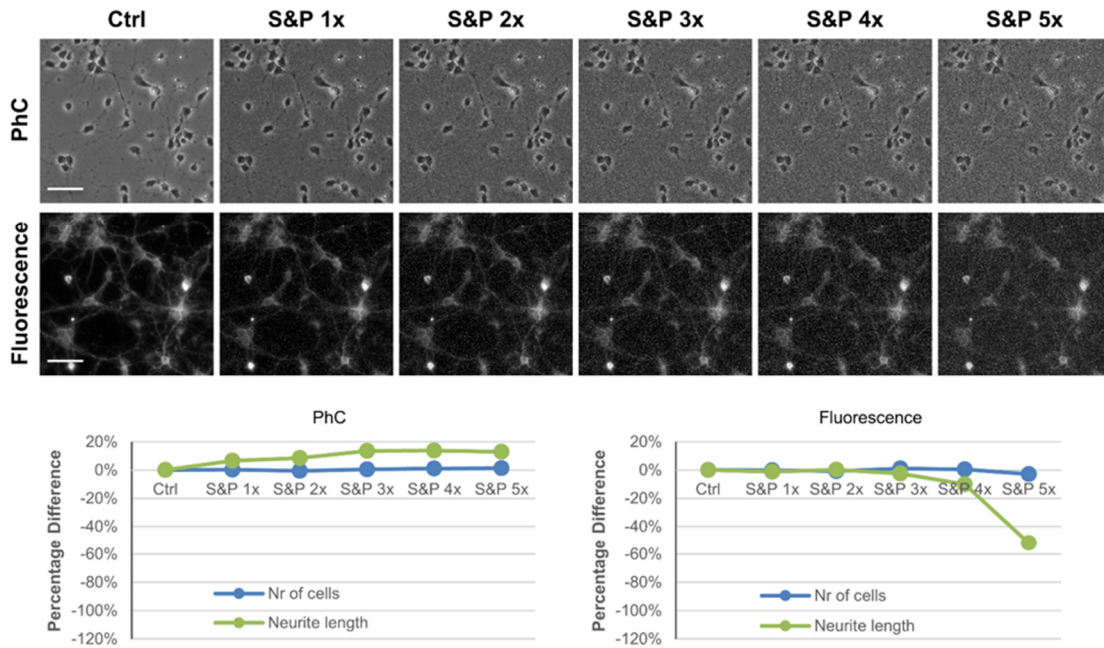 Ctrl S&P 1x S&P 2x S&P 3x S&P 4x S&P 5x
PhC
Fluorescence
PhC
Percentage Difference
20%
0%
-20%
-40%
-60%
-80%
-100%
-120%
Ctrl S&P 1x S&P 2x S&P 3x S&P 4x S&P 5x
Nr of cells
Neurite length
Fluorescence
Percentage Difference
20%
0%
-20%
-40%
-60%
-80%
-100%
-120%
Ctrl S&P 1x S&P 2x S&P 3x S&P 4x S&P 5x
Nr of cells
Neurite length